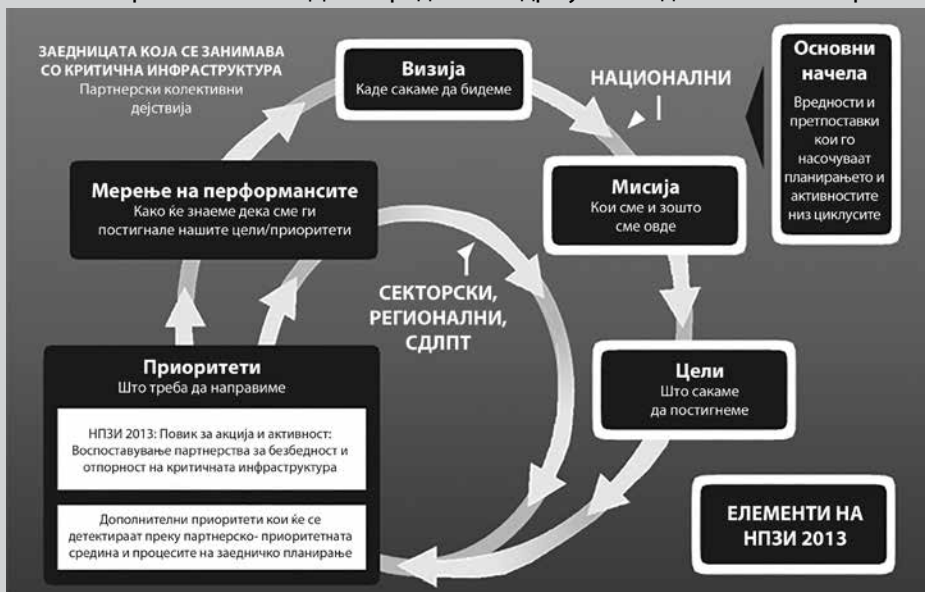 ЗАЕДНИЦАТА КОЈА СЕ ЗАНИМАВА
СО КРИТИЧНА ИНФРАСТРУКТУРА
Партнерски колективни
дејствија
Визија
Каде сакаме да бидеме
НАЦИОНАЛНИ
Основни
начела
Вредности и
претпоставки
кои го
насочуваат
планирањето и
активностите
низ циклусите
Мерење на перформансите
Како ќе знаеме дека сме ги
постигнале нашите цели/приоритети
Мисија
Кои сме и зошто
сме овде
СЕКТОРСКИ,
РЕГИОНАЛНИ,
СДЛПТ
Приоритети
Што треба да направиме
НПЗИ 2013: Повик за акција и активност:
Воспоставување партнерства за безбедност и
отпорност на критичната инфраструктура
Дополнителни приоритети кои ќе се
детектираат преку партнерско- приоритетната
средина и процесите на заедничко планирање
Цели
Што сакаме
да постигнеме
ЕЛЕМЕНТИ НА
НПЗИ 2013